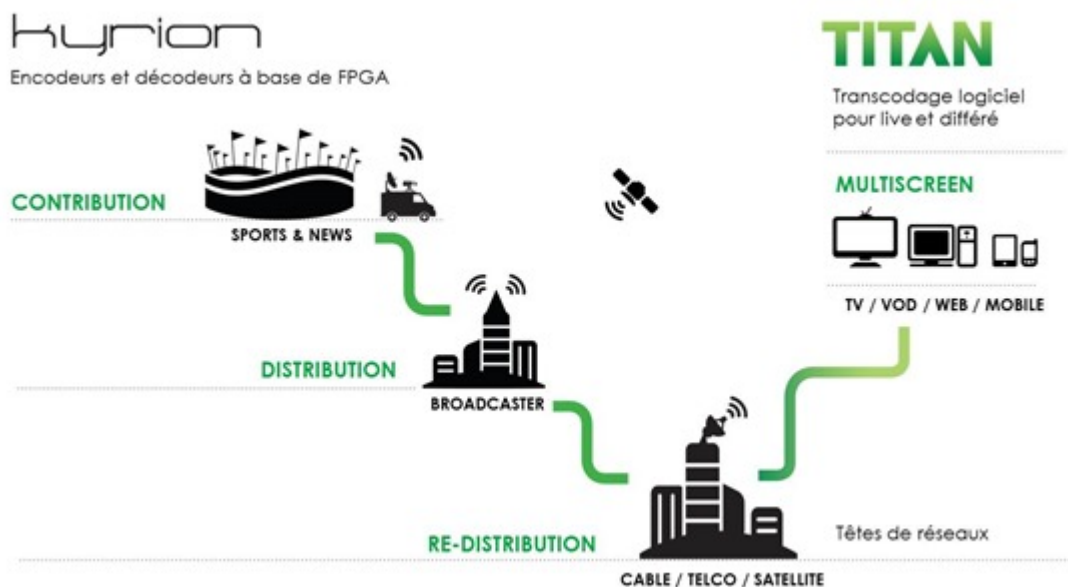 kyrion
Encodeurs et décodeurs à base de FPGA
TITAN
Transcodage logiciel
pour live et différé
CONTRIBUTION
SPORTS & NEWS
MULTISCREEN
TV / VOD / WEB / MOBILE
DISTRIBUTION
BROADCASTER
RE-DISTRIBUTION
Têtes de réseaux
CABLE / TELCO / SATELLITE